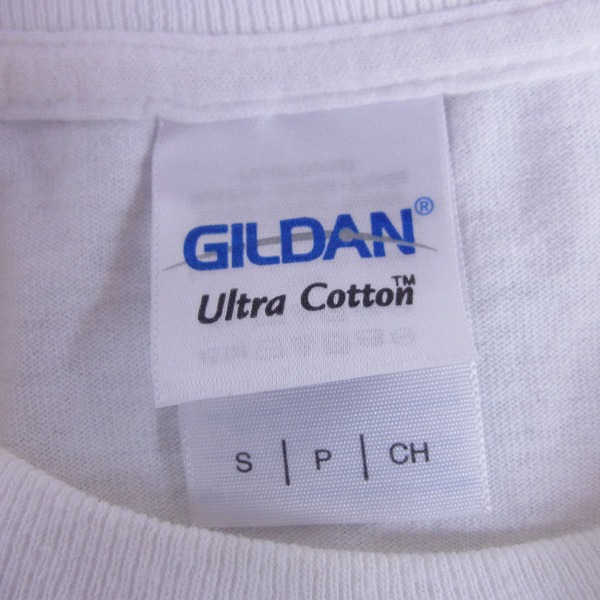 GILDAN®
Ultra Cotton™
S | P | CH